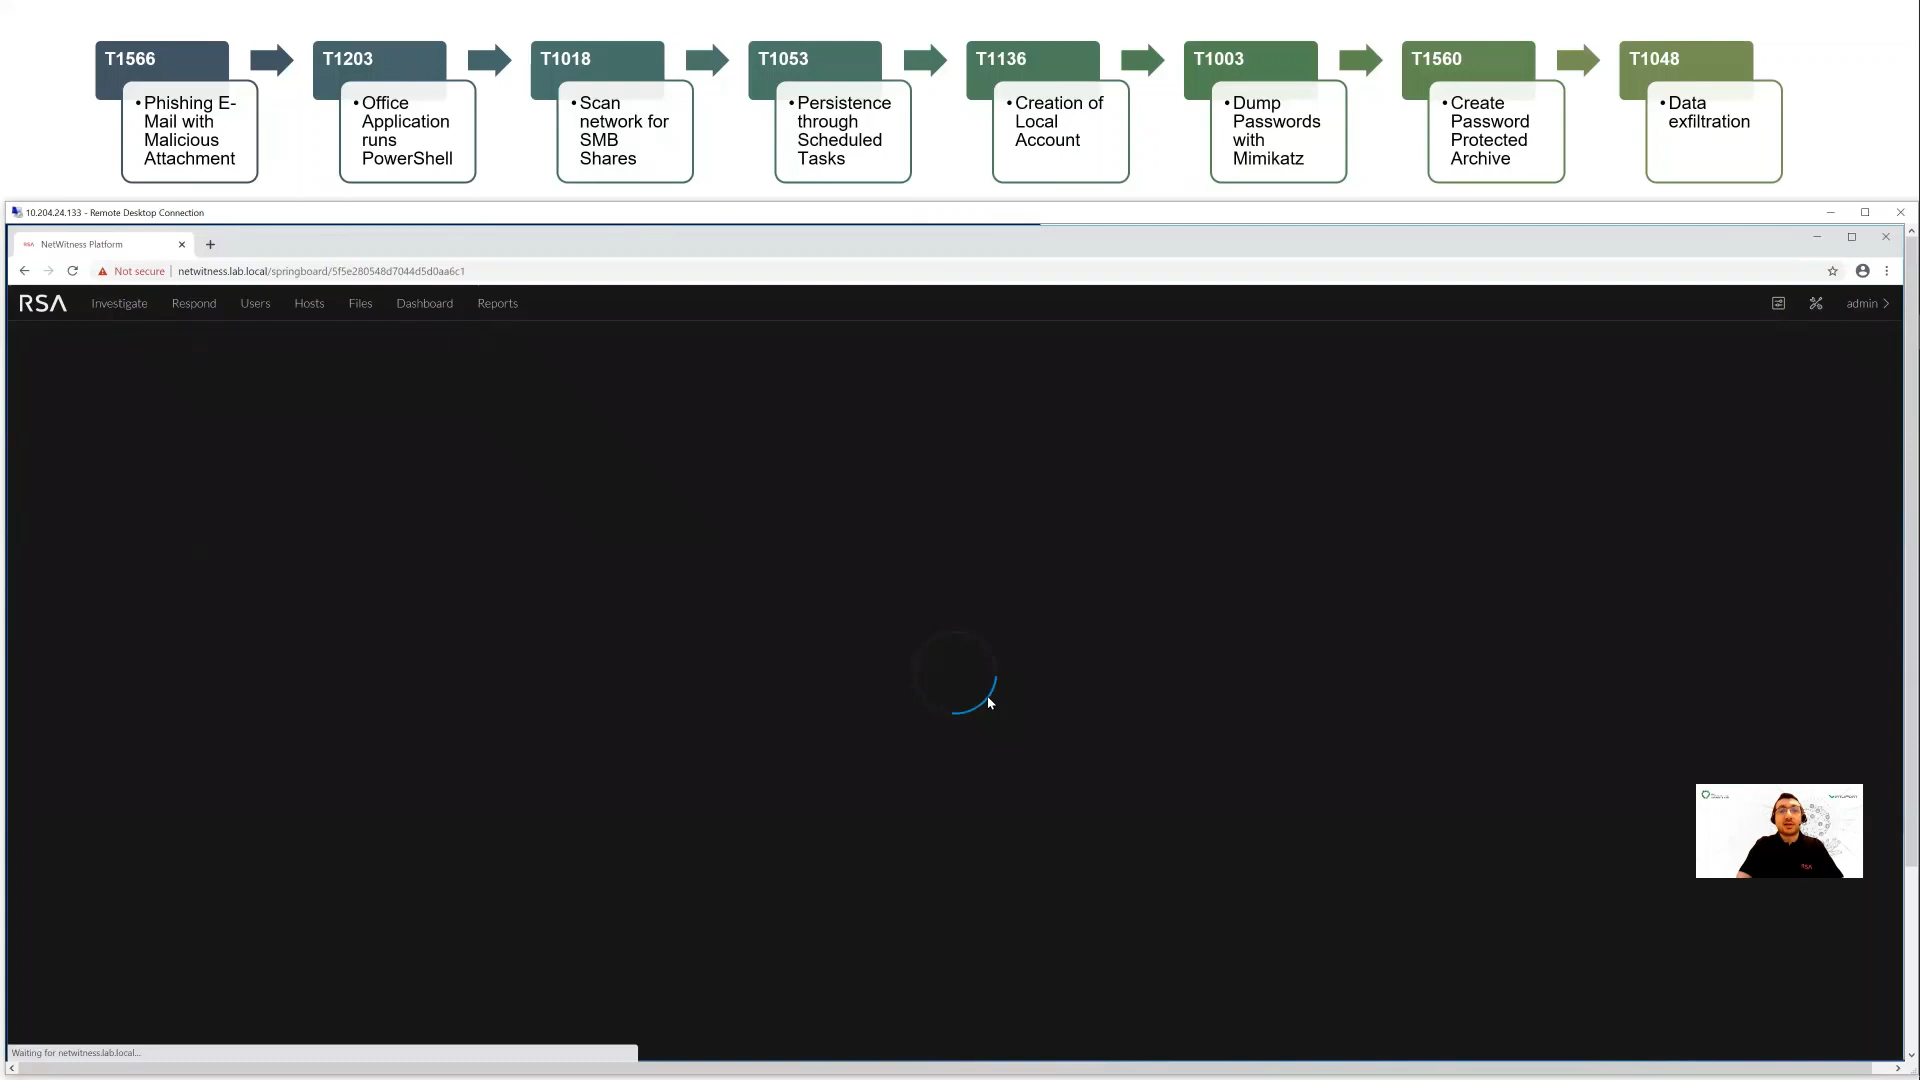 T1566
T1203
T1018
T1053
T1136
T1003
T1560
T1048
•Phishing E-
Mail with
Malicious
Attachment
•Office
Application
runs
PowerShell
•Scan
network for
SMB
Shares
•Persistence
through
Scheduled
Tasks
•Creation of
Local
Account
•Dump
Passwords
with
Mimikatz
•Create
Password
Protected
Archive
•Data
exfiltration
10.204.24.133 - Remote Desktop Connection
RSA NetWitness Platform
Not secure | netwitness.lab.local/springboard/5f5e280548d7044d5d0aa6c1
RSA Investigate Respond Users Hosts Files Dashboard Reports admin
RSA
Waiting for netwitness.lab.local...